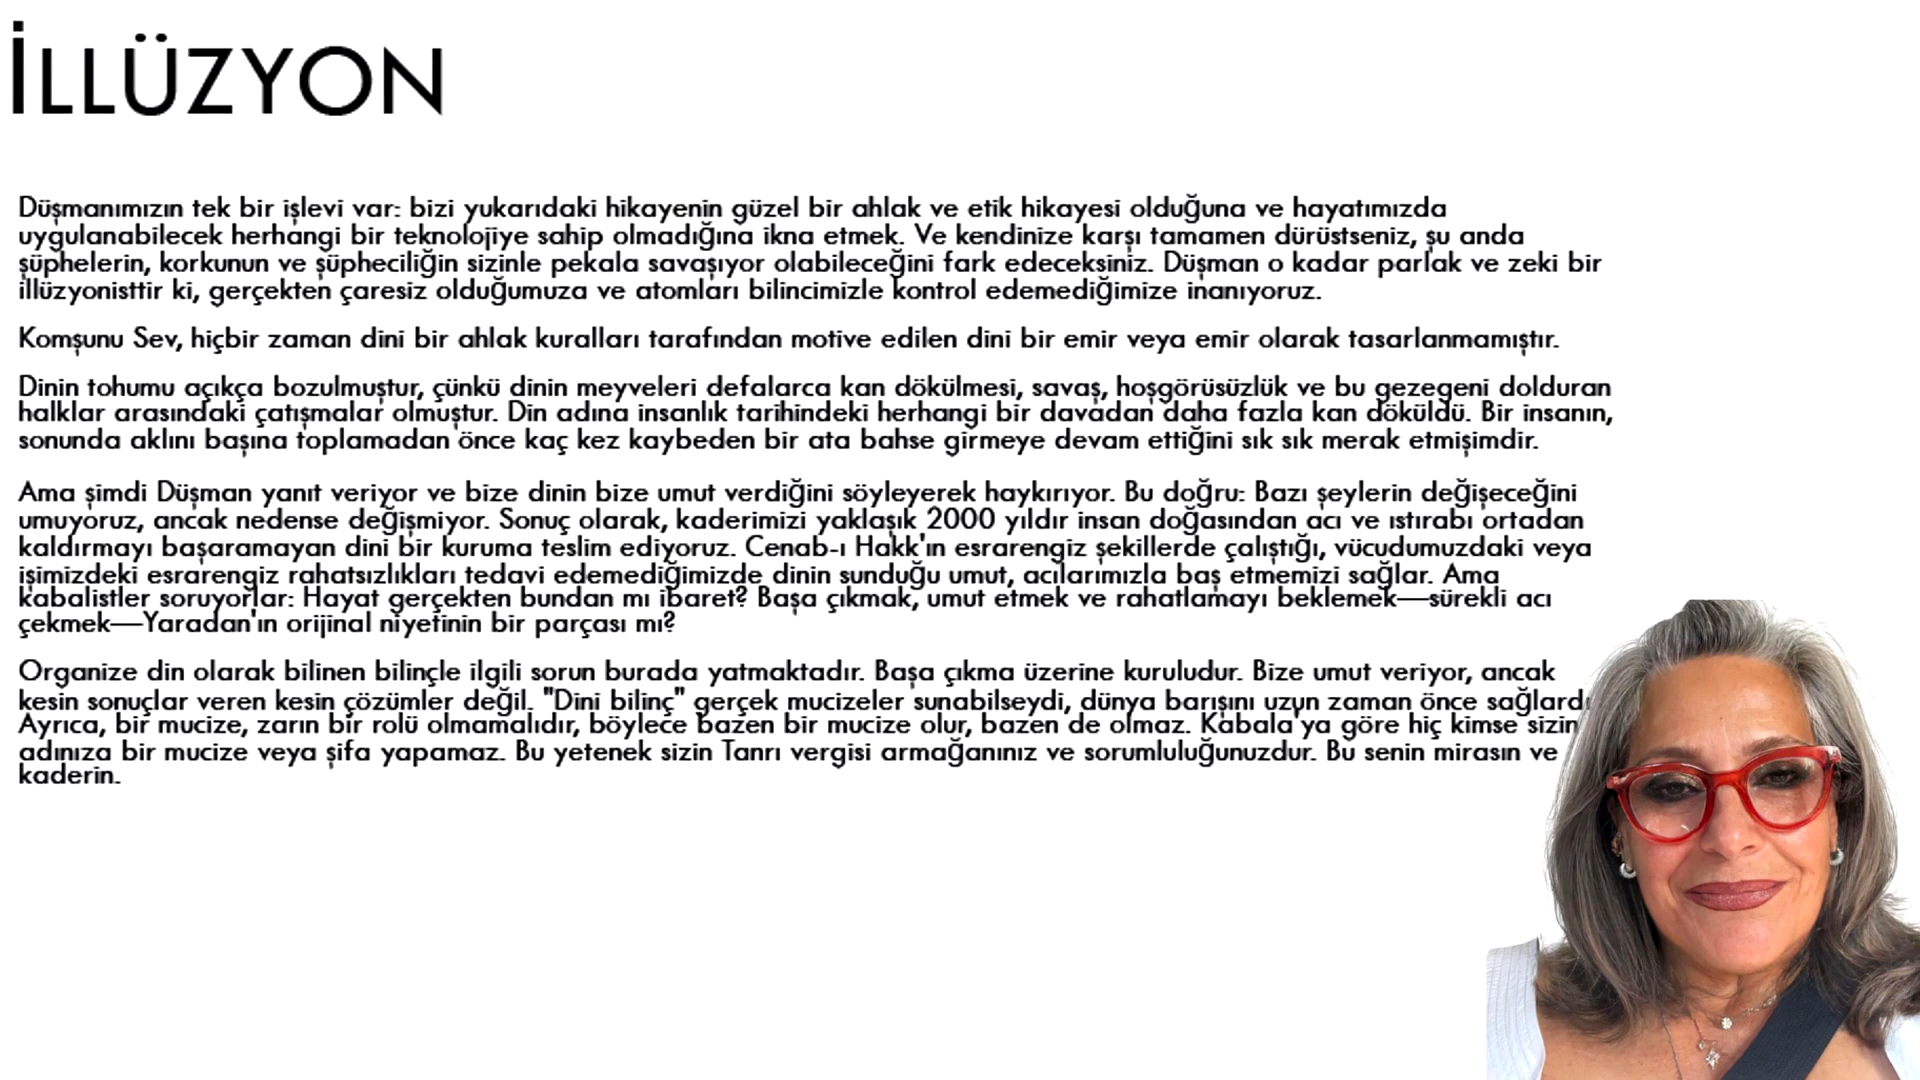 İLLÜZYON
Düşmanımızın tek bir işlevi var: bizi yukarıdaki hikayenin güzel bir ahlak ve etik hikayesi olduğuna ve hayatımızda
uygulanabilecek herhangi bir teknolojiye sahip olmadığına ikna etmek. Ve kendinize karşı tamamen dürüstseniz, şu anda
şüphelerin, korkunun ve şüpheciliğin sizinle pekala savaşıyor olabileceğini fark edeceksiniz. Düşman o kadar parlak ve zeki bir
illüzyonisttir ki, gerçekten çaresiz olduğumuza ve atomları bilincimizle kontrol edemediğimize inanıyoruz.
Komşunu Sev, hiçbir zaman dini bir ahlak kuralları tarafından motive edilen dini bir emir veya emir olarak tasarlanmamıştır.
Dinin tohumu açıkça bozulmuştur, çünkü dinin meyveleri defalarca kan dökülmesi, savaş, hoşgörüsüzlük ve bu gezegeni dolduran
halklar arasındaki çatışmalar olmuştur. Din adına insanlık tarihindeki herhangi bir davadan daha fazla kan döküldü. Bir insanın,
sonunda aklını başına toplamadan önce kaç kez kaybeden bir ata bahse girmeye devam ettiğini sık sık merak etmişimdir.
Ama şimdi Düşman yanıt veriyor ve bize dinin bize umut verdiğini söyleyerek haykırıyor. Bu doğru: Bazı şeylerin değişeceğini
umuyoruz, ancak nedense değişmiyor. Sonuç olarak, kaderimizi yaklaşık 2000 yıldır insan doğasından acı ve ıstırabı ortadan
kaldırmayı başaramayan dini bir kuruma teslim ediyoruz. Cenab-ı Hakk'ın esrarengiz şekillerde çalıştığı, vücudumuzdaki veya
işimizdeki esrarengiz rahatsızlıkları tedavi edemediğimizde dinin sunduğu umut, acılarımızla baş etmemizi sağlar. Ama
kabalistler soruyorlar: Hayat gerçekten bundan mı ibaret? Başa çıkmak, umut etmek ve rahatlamayı beklemek—sürekli acı
çekmek—Yaradan'ın orijinal niyetinin bir parçası mı?
Organize din olarak bilinen bilinçle ilgili sorun burada yatmaktadır. Başa çıkma üzerine kuruludur. Bize umut veriyor, ancak
kesin sonuçlar veren kesin çözümler değil. "Dini bilinç" gerçek mucizeler sunabilseydi, dünya barışını uzun zaman önce sağlardı
Ayrıca, bir mucize, zarın bir rolü olmamalıdır, böylece bazen bir mucize olur, bazen de olmaz. Kabala'ya göre hiç kimse sizin
adınıza bir mucize veya şifa yapamaz. Bu yetenek sizin Tanrı vergisi armağanınız ve sorumluluğunuzdur. Bu senin mirasın ve
kaderin.